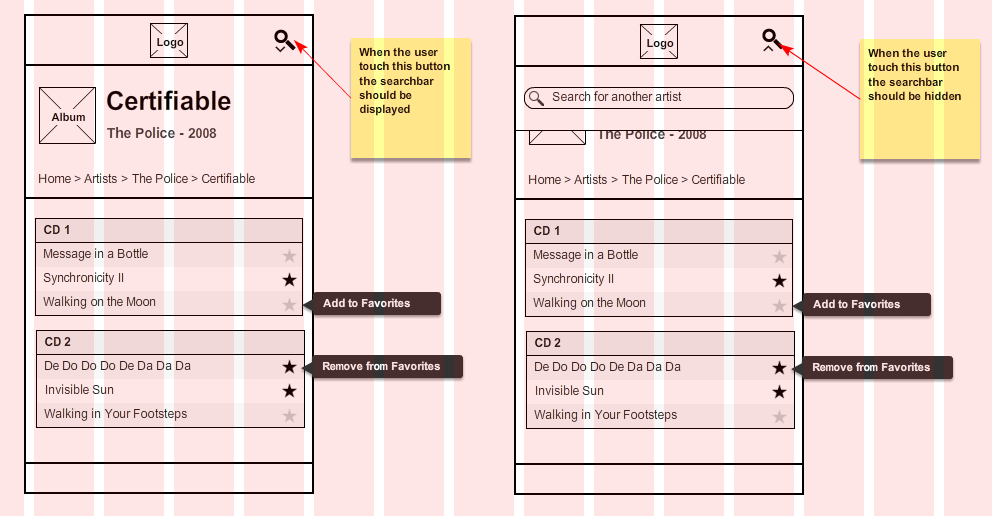 Logo
When the user
touch this button
the searchbar
should be
displayed
Album
Certifiable
The Police - 2008
Home > Artists > The Police > Certifiable
CD 1
Message in a Bottle
Synchronicity II
Walking on the Moon
Add to Favorites
CD 2
De Do Do Do De Da Da Da
Remove from Favorites
Invisible Sun
Walking in Your Footsteps
Logo
When the user
touch this button
the searchbar
should be hidden
Search for another artist
The Police - 2008
Home > Artists > The Police > Certifiable
CD 1
Message in a Bottle
Synchronicity II
Walking on the Moon
Add to Favorites
CD 2
De Do Do Do De Da Da Da
Remove from Favorites
Invisible Sun
Walking in Your Footsteps